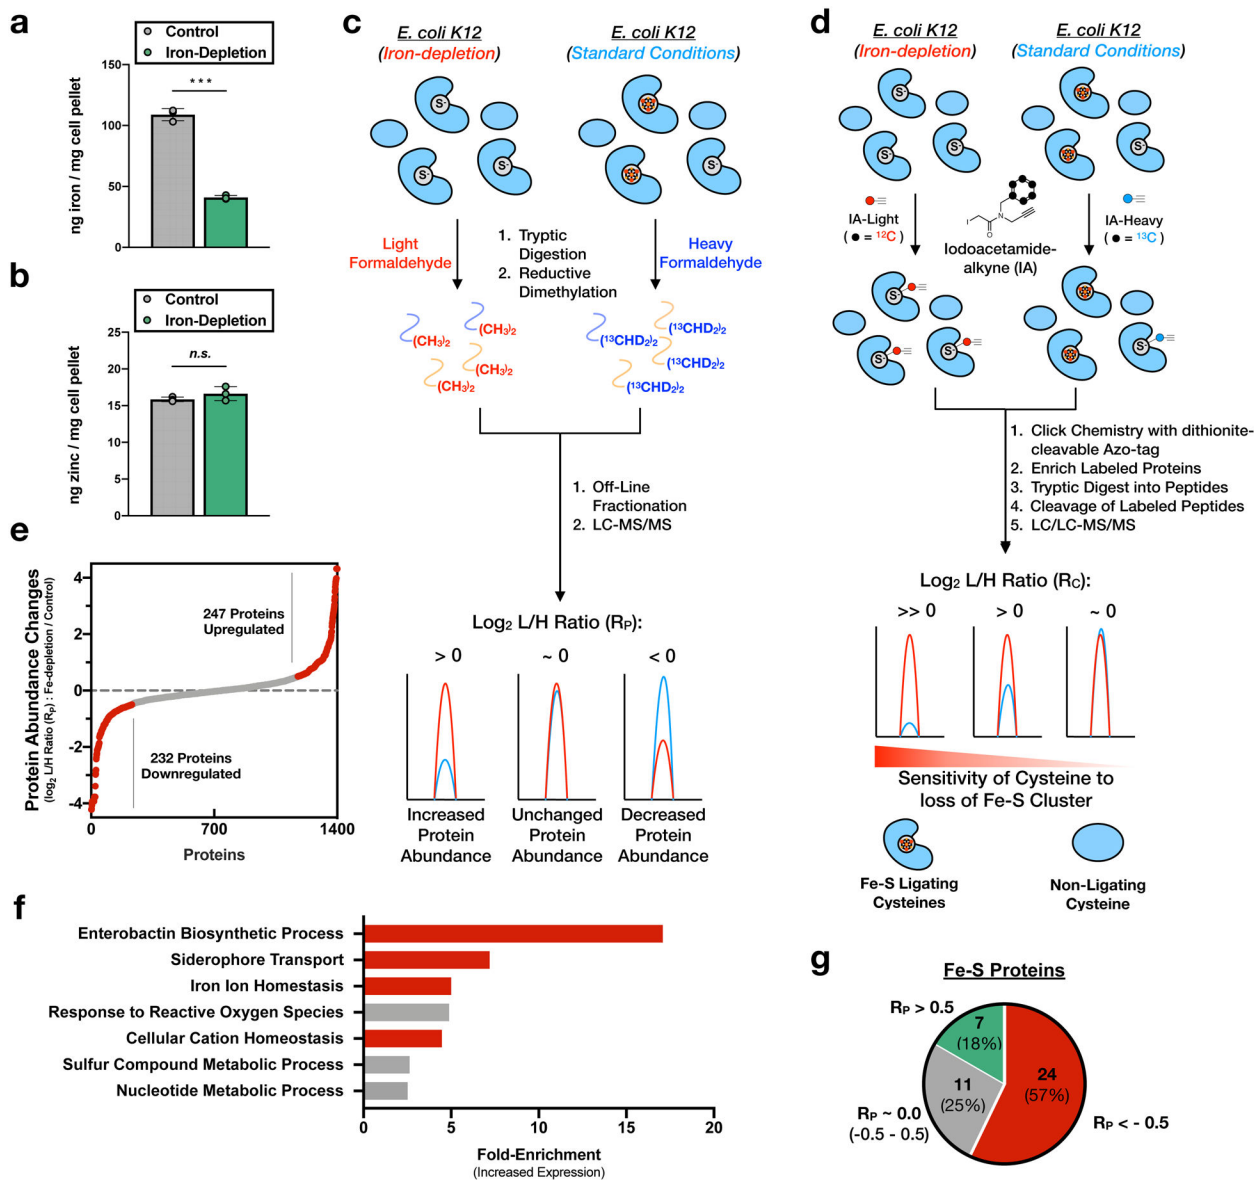 a
Control
Iron-Depletion
ng iron / mg cell pellet
150
100
50
0
***
b
Control
Iron-Depletion
ng zinc / mg cell pellet
25
20
15
10
5
0
n.s.
c
E. coli K12
(Iron-depletion)
E. coli K12
(Standard Conditions)
S-
S-
S-
S-
Light
Formaldehyde
1. Tryptic
Digestion
2. Reductive
Dimethylation
Heavy
Formaldehyde
(CH₃)₂
(CH₃)₂
(CH₃)₂
(CH₃)₂
(¹³CHD₂)₂
(¹³CHD₂)₂
(¹³CHD₂)₂
(¹³CHD₂)₂
1. Off-Line
Fractionation
2. LC-MS/MS
Log₂ L/H Ratio (Rₚ):
> 0
~ 0
< 0
Increased
Protein
Abundance
Unchanged
Protein
Abundance
Decreased
Protein
Abundance
d
E. coli K12
(Iron-depletion)
E. coli K12
(Standard Conditions)
S-
S-
S-
S-
IA-Light
( ● = ¹²C )
I
O
N
Iodoacetamide-
alkyne (IA)
IA-Heavy
( ● = ¹³C )
S-
S-
S-
S-
1. Click Chemistry with dithionite-
cleavable Azo-tag
2. Enrich Labeled Proteins
3. Tryptic Digest into Peptides
4. Cleavage of Labeled Peptides
5. LC/LC-MS/MS
Log₂ L/H Ratio (R_C):
>> 0
> 0
~ 0
Sensitivity of Cysteine to
loss of Fe-S Cluster
Fe-S Ligating
Cysteines
Non-Ligating
Cysteine
e
Protein Abundance Changes
(log₂ L/H Ratio (Rₚ) : Fe-depletion / Control)
4
2
0
-2
-4
247 Proteins
Upregulated
232 Proteins
Downregulated
0
700
1400
Proteins
f
Enterobactin Biosynthetic Process
Siderophore Transport
Iron Ion Homestasis
Response to Reactive Oxygen Species
Cellular Cation Homeostasis
Sulfur Compound Metabolic Process
Nucleotide Metabolic Process
0
5
10
15
20
Fold-Enrichment
(Increased Expression)
g
Fe-S Proteins
Rₚ > 0.5
7
(18%)
11
(25%)
24
(57%)
Rₚ ~ 0.0
(-0.5 - 0.5)
Rₚ < - 0.5